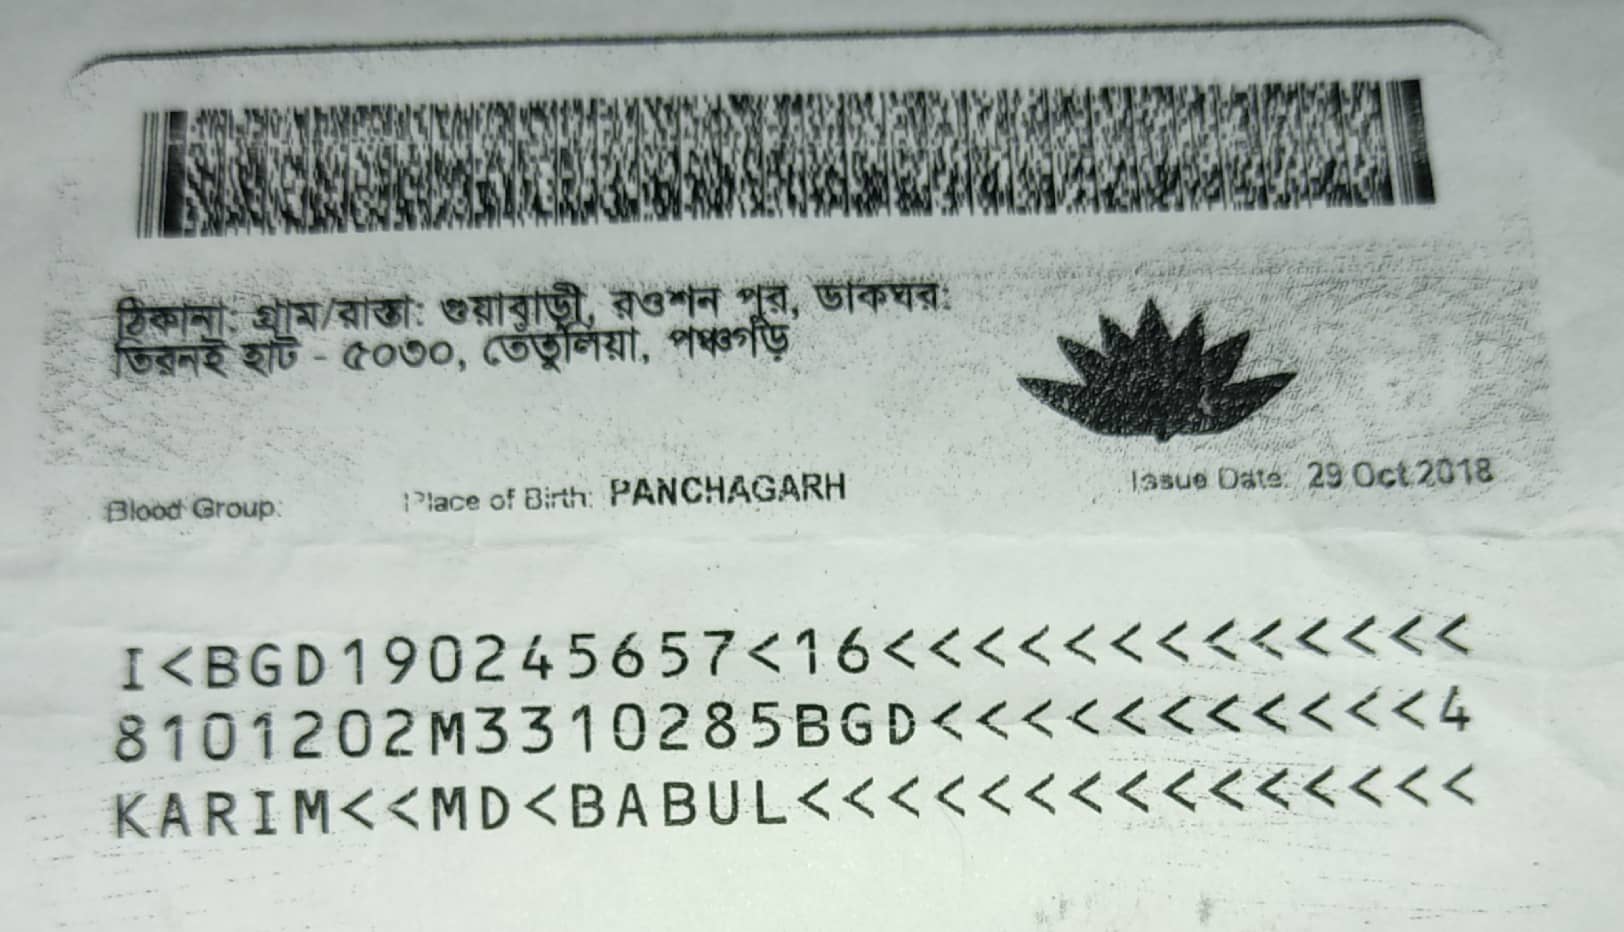 ঠিকানা: গ্রাম/রাস্তা: গুয়াবাড়ী, রওশন পুর, ডাকঘর:
তিরনই হাট - ৫০৩০, তেঁতুলিয়া, পঞ্চগড়
Blood Group:
Place of Birth: PANCHAGARH
Issue Date: 29 Oct 2018
I<BGD190245657<16<<<<<<<<<<<<<
8101202M3310285BGD<<<<<<<<<<<4
KARIM<<MD<BABUL<<<<<<<<<<<<<<<